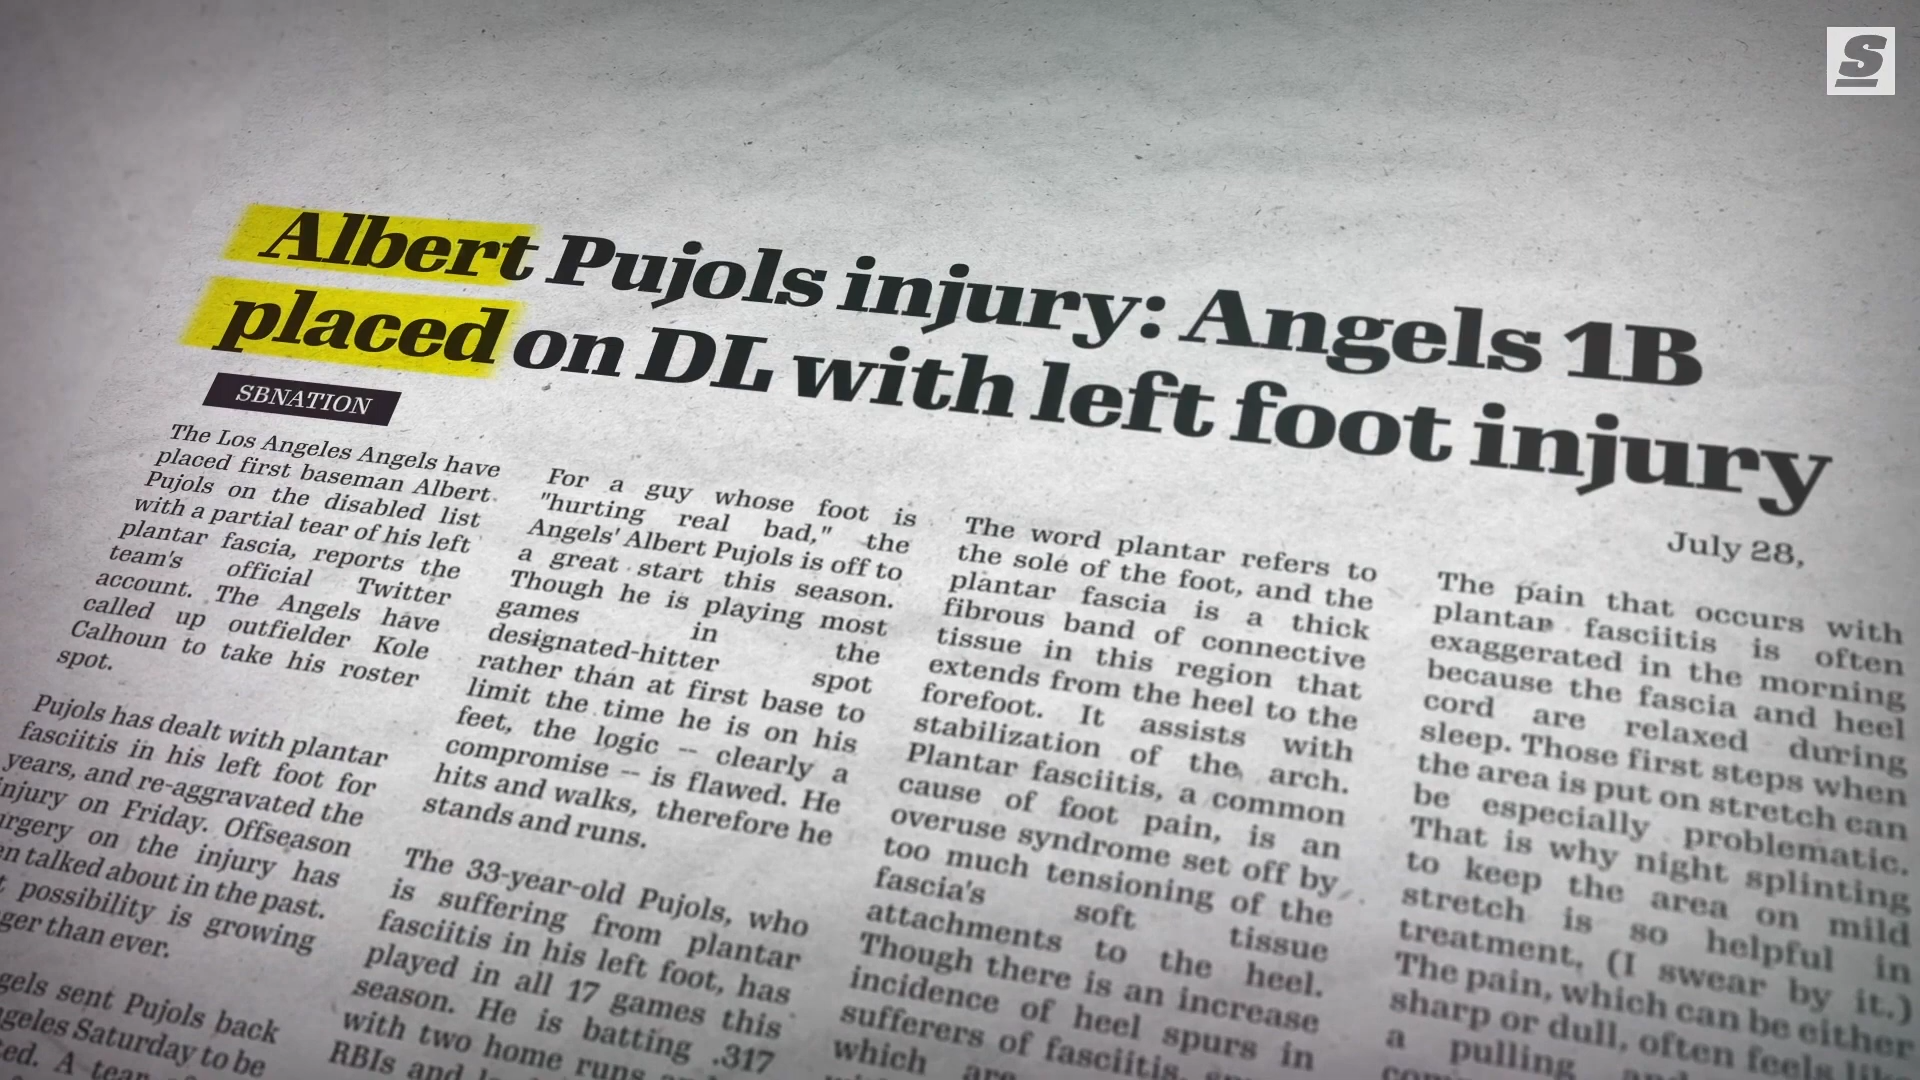 S
Albert Pujols injury: Angels 1B
placed on DL with left foot injury
SBNATION
July 28,
The Los Angeles Angels have
placed first baseman Albert
Pujols on the disabled list
with a partial tear of his left
plantar fascia, reports the
team's official Twitter
account. The Angels have
called up outfielder Kole
Calhoun to take his roster
spot.
Pujols has dealt with plantar
fasciitis in his left foot for
years, and re-aggravated the
injury on Friday. Offseason
urgery on the injury has
en talked about in the past.
t possibility is growing
ger than ever.
gels sent Pujols back
geles Saturday to be
ted. A tear
For a guy whose foot is
"hurting real bad," the
Angels' Albert Pujols is off to
a great start this season.
Though he is playing most
games in the
designated-hitter spot
rather than at first base to
limit the time he is on his
feet, the logic -- clearly a
compromise -- is flawed. He
hits and walks, therefore he
stands and runs.
The 33-year-old Pujols, who
is suffering from plantar
fasciitis in his left foot, has
played in all 17 games this
season. He is batting .317
with two home runs
RBIs and
The word plantar refers to
the sole of the foot, and the
plantar fascia is a thick
fibrous band of connective
tissue in this region that
extends from the heel to the
forefoot. It assists with
stabilization of the arch.
Plantar fasciitis, a common
cause of foot pain, is an
overuse syndrome set off by
too much tensioning of the
fascia's soft tissue
attachments to the heel.
Though there is an increase
incidence of heel spurs in
sufferers of fasciitis,
which are
The pain that occurs with
plantar fasciitis is often
exaggerated in the morning
because the fascia and heel
cord are relaxed during
sleep. Those first steps when
the area is put on stretch can
be especially problematic.
That is why night splinting
to keep the area on mild
stretch is so helpful in
treatment. (I swear by it.)
The pain, which can be either
sharp or dull, often feels like
a pulling and